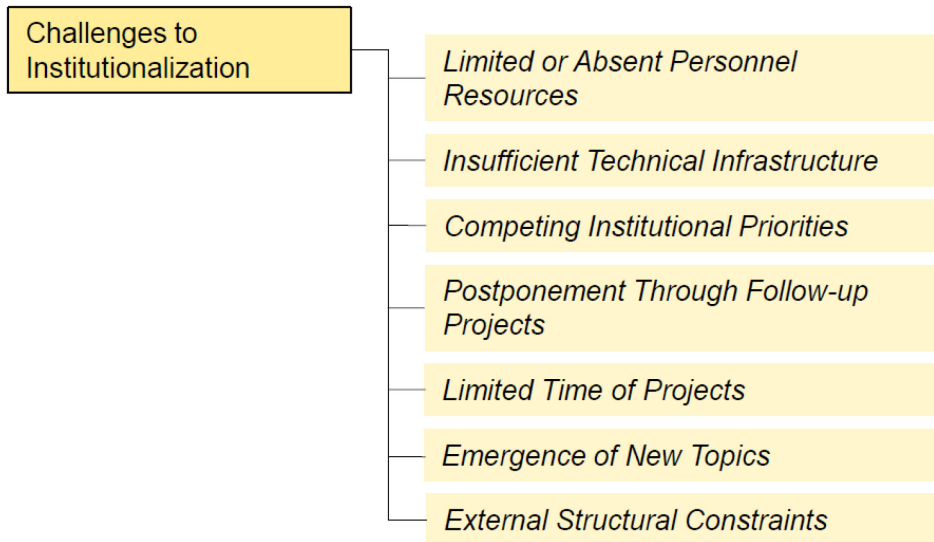 Challenges to
Institutionalization
Limited or Absent Personnel
Resources
Insufficient Technical Infrastructure
Competing Institutional Priorities
Postponement Through Follow-up
Projects
Limited Time of Projects
Emergence of New Topics
External Structural Constraints